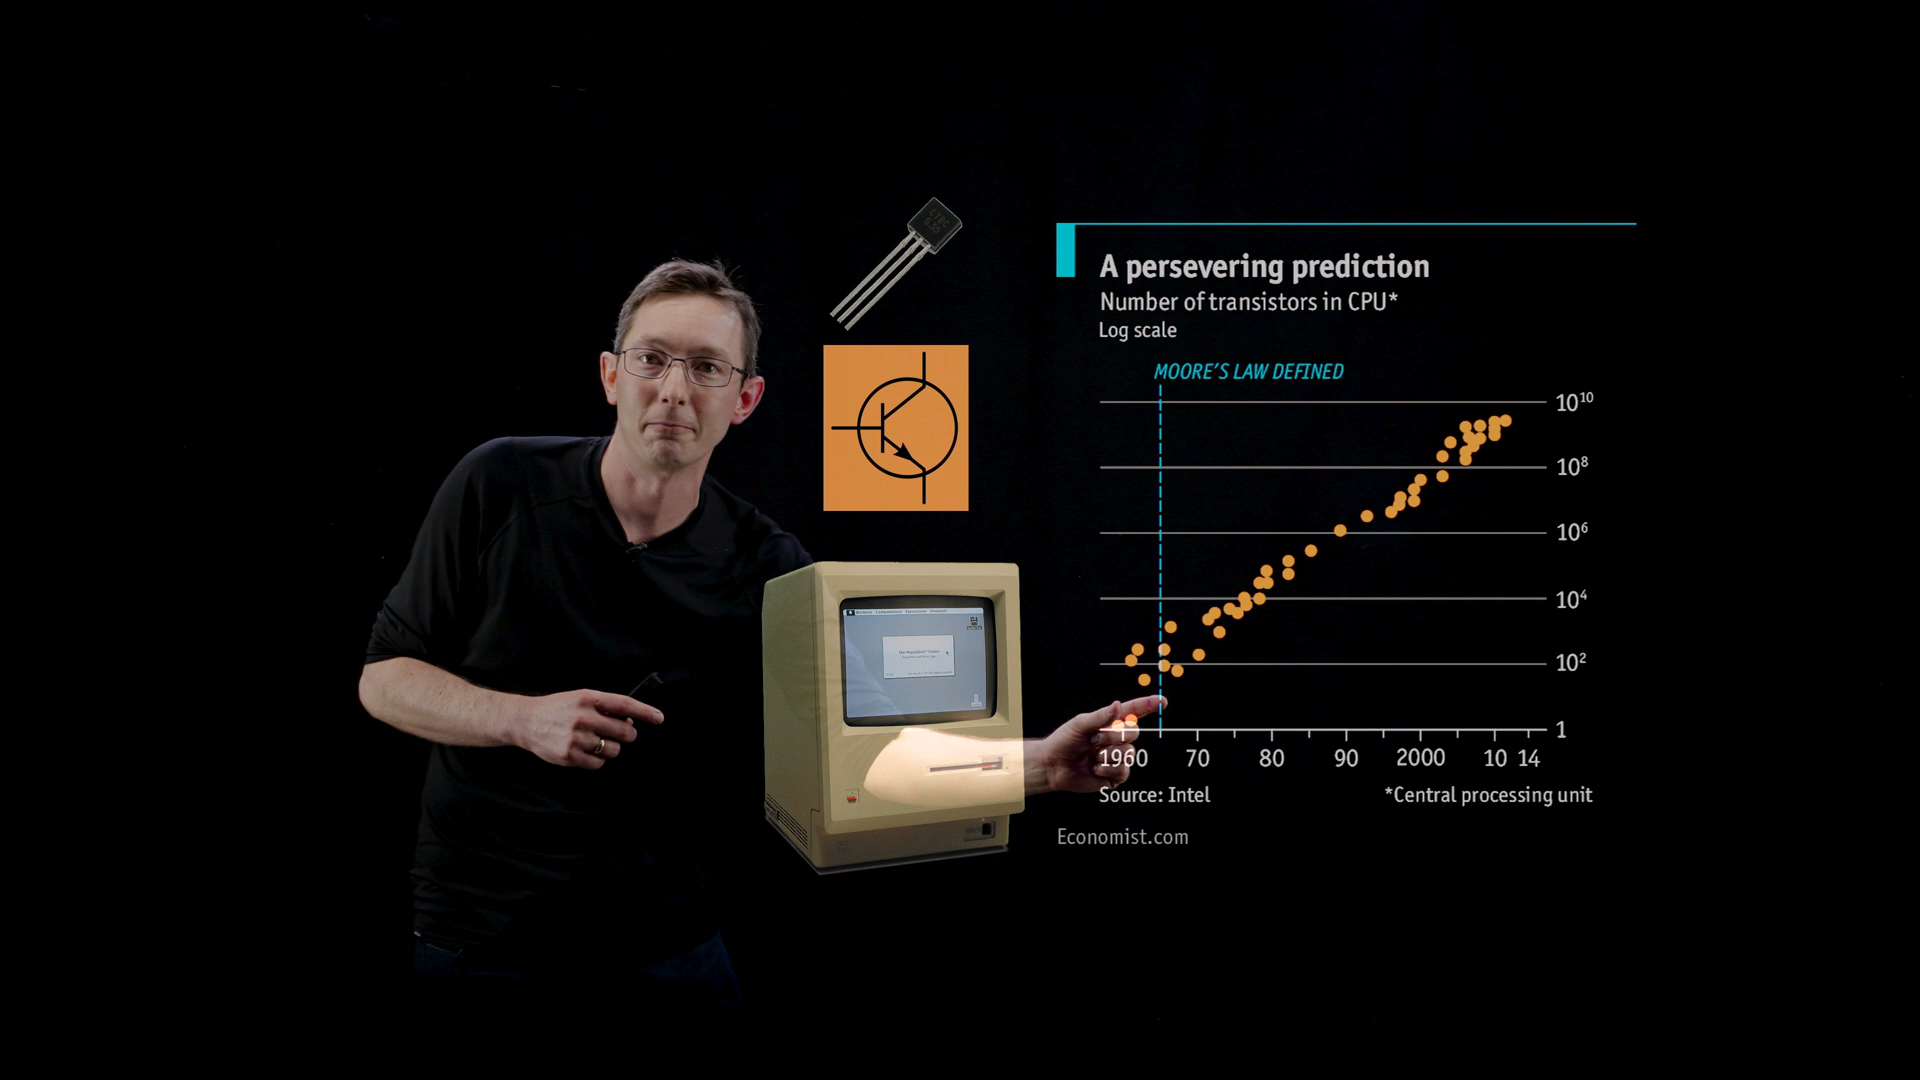 A persevering prediction
Number of transistors in CPU*
Log scale
MOORE'S LAW DEFINED
10¹⁰
10⁸
10⁶
10⁴
10²
1
1960 70 80 90 2000 10 14
Source: Intel *Central processing unit
Economist.com